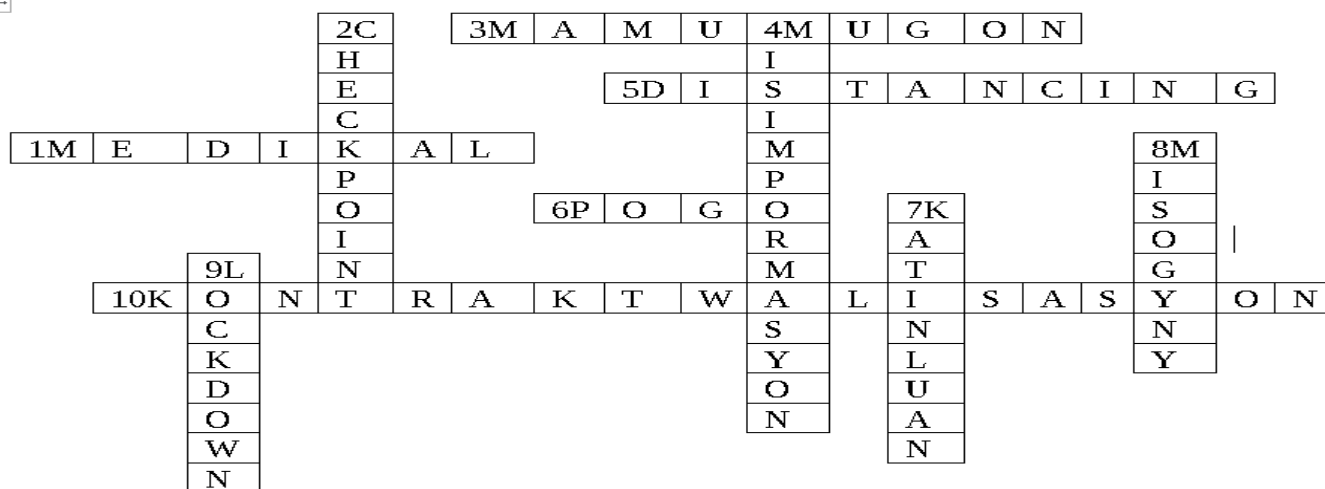 2C 3M A M U 4M U G O N
H I
E 5D I S T A N C I N G
C I
1M E D I K A L M 8M
P P I
O 6P O G O 7K S
I R A O
9L N M T G
10K O N T R A K T W A L I S A S Y O N
C S N N
K Y L Y
D O U
O N A
W N
N